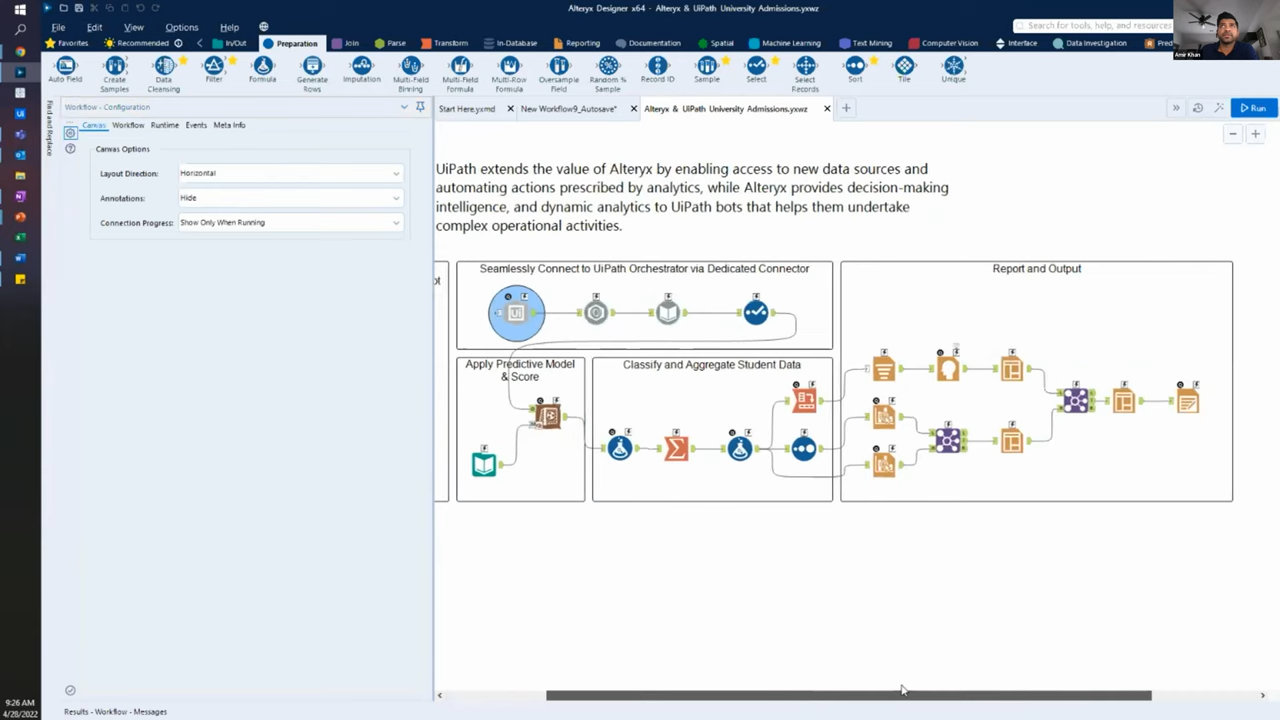 Alteryx Designer x64 - Alteryx & UiPath University Admissions.yxwz
File Edit View Options Help
Search for tools, help, and resources
Amir Khan
Favorites Recommended In/Out Preparation Join Parse Transform In-Database Reporting Documentation Spatial Machine Learning Text Mining Computer Vision Interface Data Investigation Pred
Auto Field Create Samples Data Cleansing Filter Formula Generate Rows Imputation Multi-Field Binning Multi-Field Formula Multi-Row Formula Oversample Field Random % Sample Record ID Sample Select Select Records Sort Tile Unique
Find and Replace
Workflow - Configuration
Start Here.yxmd New Workflow9_Autosave* Alteryx & UiPath University Admissions.yxwz
Run
Canvas Workflow Runtime Events Meta Info
Canvas Options
Layout Direction: Horizontal
Annotations: Hide
Connection Progress: Show Only When Running
UiPath extends the value of Alteryx by enabling access to new data sources and
automating actions prescribed by analytics, while Alteryx provides decision-making
intelligence, and dynamic analytics to UiPath bots that helps them undertake
complex operational activities.
Seamlessly Connect to UiPath Orchestrator via Dedicated Connector
Report and Output
Apply Predictive Model
& Score
Classify and Aggregate Student Data
9:26 AM
4/28/2022
Results - Workflow - Messages